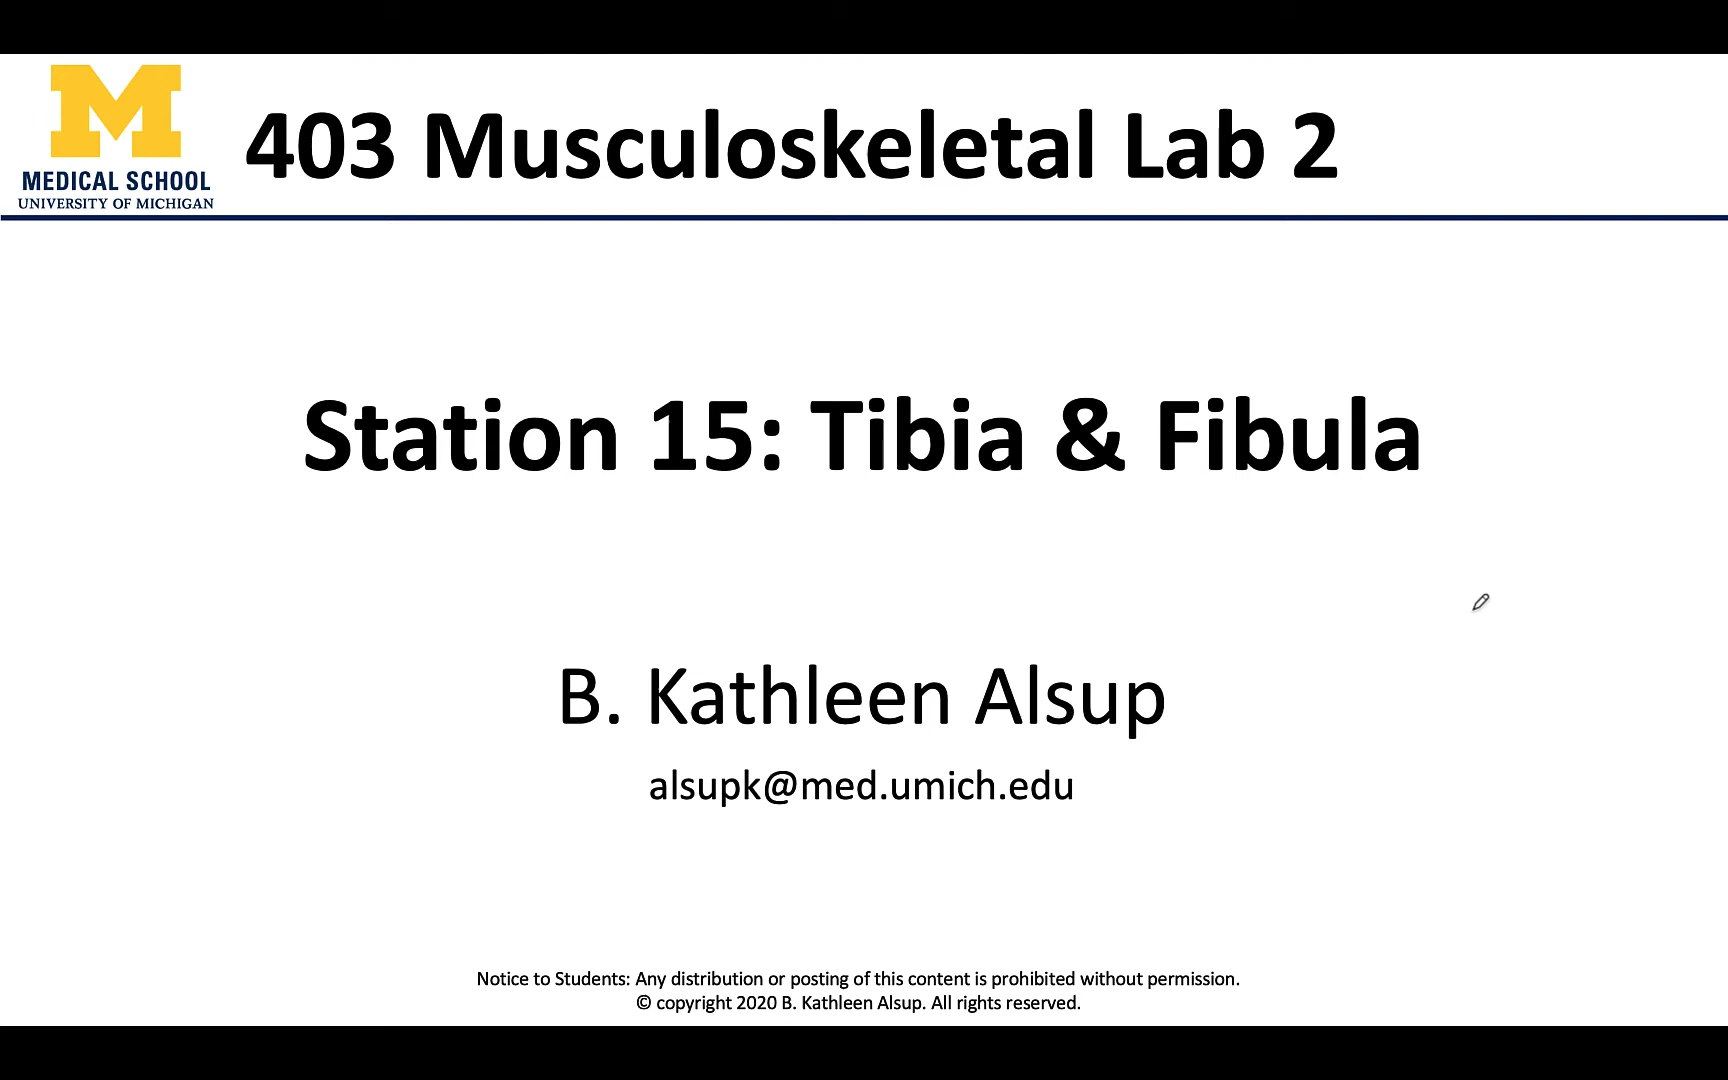 M
MEDICAL SCHOOL
UNIVERSITY OF MICHIGAN
403 Musculoskeletal Lab 2
Station 15: Tibia & Fibula
B. Kathleen Alsup
alsupk@med.umich.edu
Notice to Students: Any distribution or posting of this content is prohibited without permission.
© copyright 2020 B. Kathleen Alsup. All rights reserved.